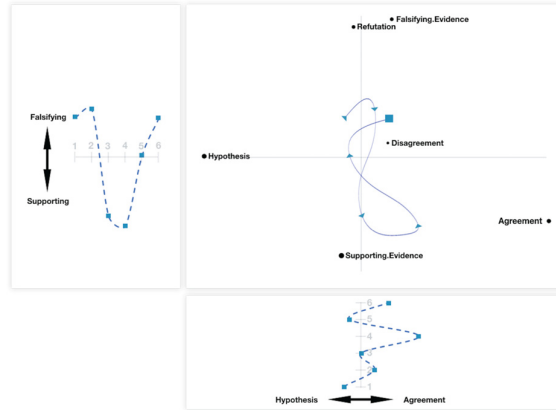 Falsifying
1 2 3 4 5 6
Supporting
Falsifying.Evidence
Refutation
Disagreement
Hypothesis
Agreement
Supporting.Evidence
6
5
4
3
2
1
Hypothesis Agreement